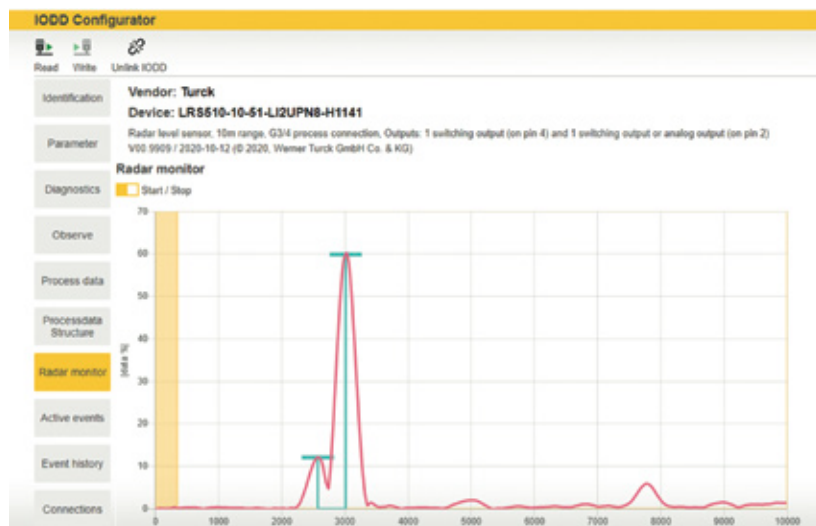 IODD Configurator
Read Write Unlink IODD
Identification
Parameter
Diagnostics
Observe
Process data
Processdata
Structure
Radar monitor
Active events
Event history
Connections
Vendor: Turck
Device: LRS510-10-51-LI2UPN8-H1141
Radar level sensor, 10m range, G3/4 process connection, Outputs: 1 switching output (on pin 4) and 1 switching output or analog output (on pin 2)
V00.9909 / 2020-10-12 (© 2020, Werner Turck GmbH Co. & KG)
Radar monitor
Start / Stop
70
60
50
40
30
20
10
0
[data %]
0 1000 2000 3000 4000 5000 6000 7000 8000 9000 10000